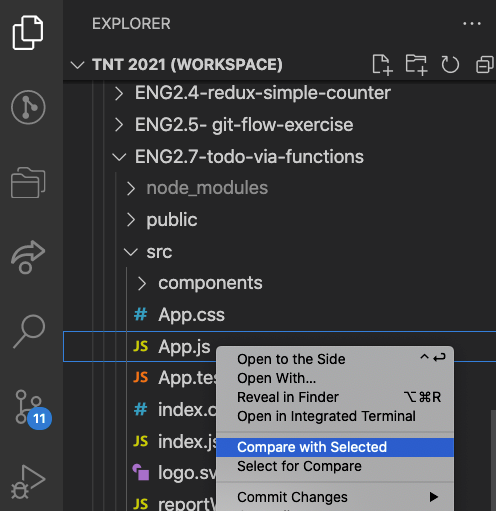 EXPLORER
TNT 2021 (WORKSPACE)
ENG2.4-redux-simple-counter
ENG2.5- git-flow-exercise
ENG2.7-todo-via-functions
node_modules
public
src
components
# App.css
JS App.js
JS App.tes
# index.c
JS index.js
logo.sv
JS reportW
11
Open to the Side ^↩
Open With...
Reveal in Finder ⌥⌘R
Open in Integrated Terminal
Compare with Selected
Select for Compare
Commit Changes